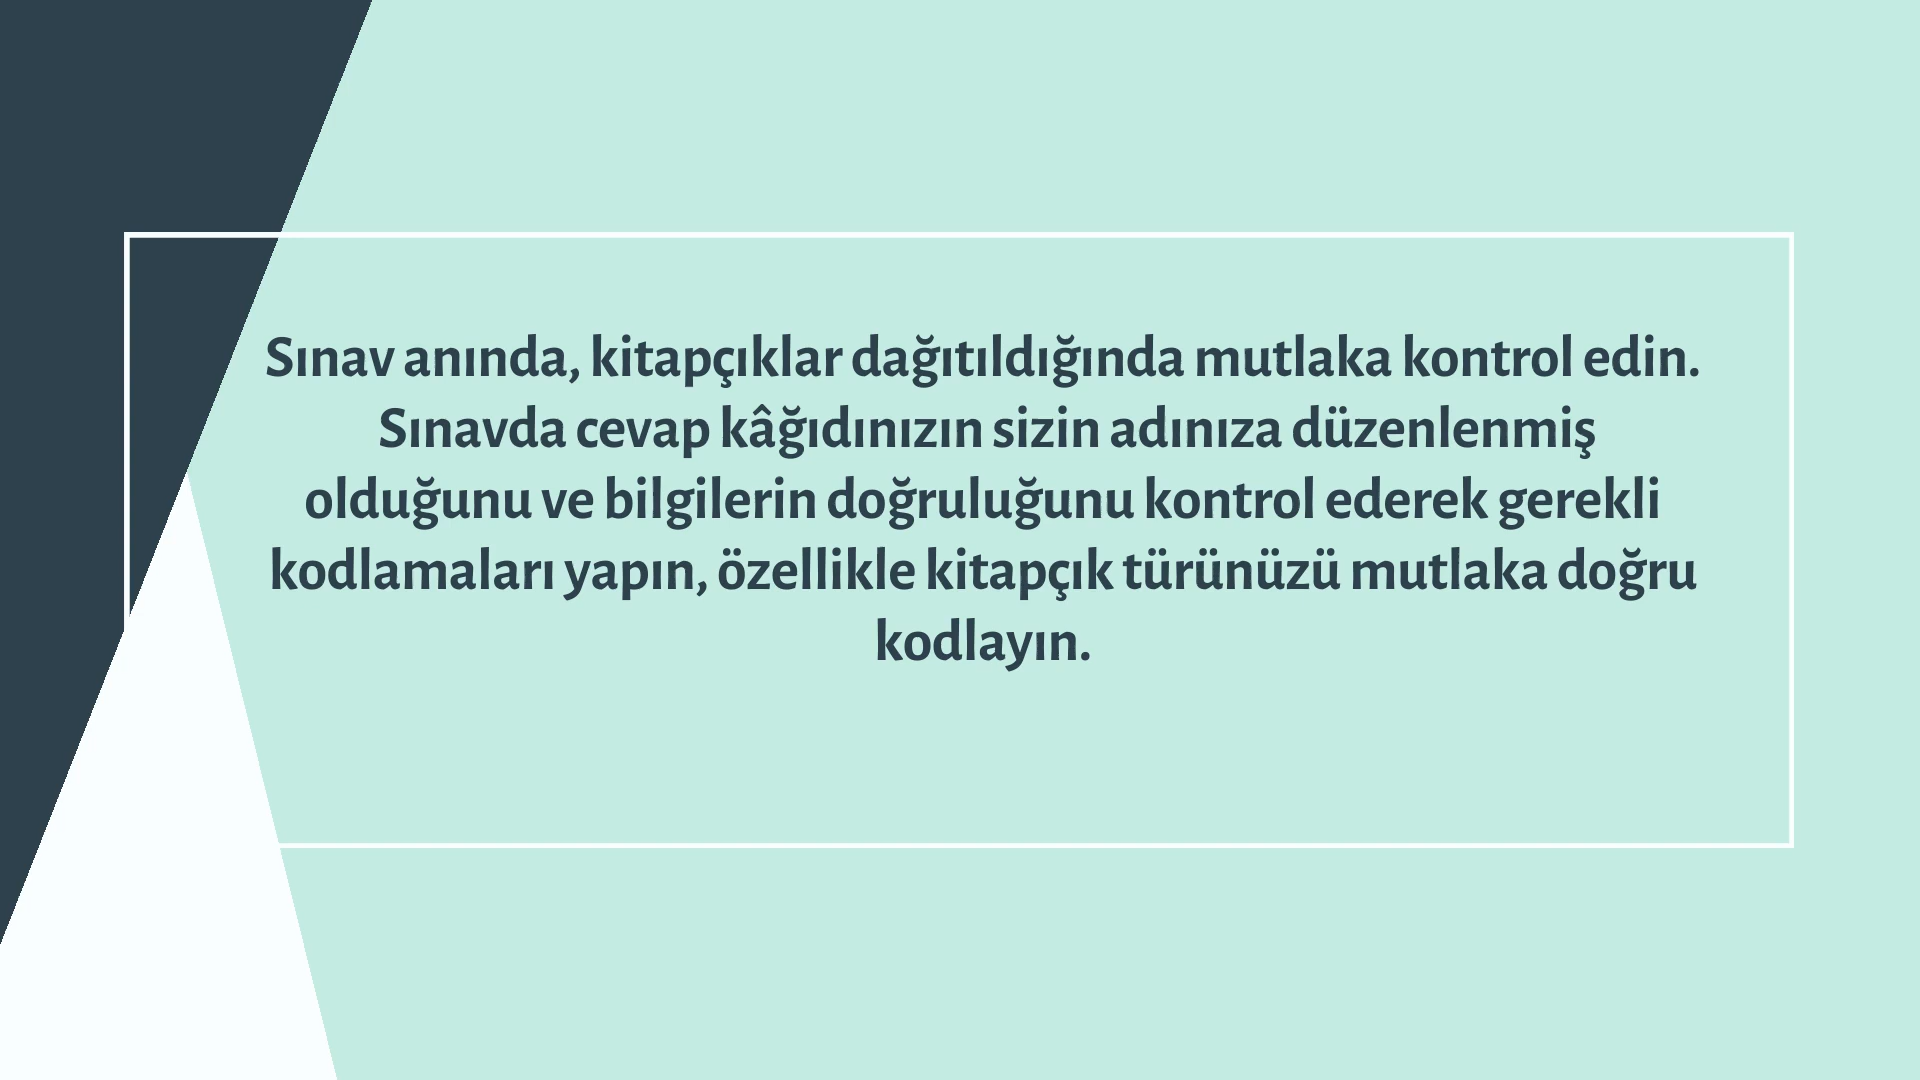 Sınav anında, kitapçıklar dağıtıldığında mutlaka kontrol edin.
Sınavda cevap kâğıdınızın sizin adınıza düzenlenmiş
olduğunu ve bilgilerin doğruluğunu kontrol ederek gerekli
kodlamaları yapın, özellikle kitapçık türünüzü mutlaka doğru
kodlayın.